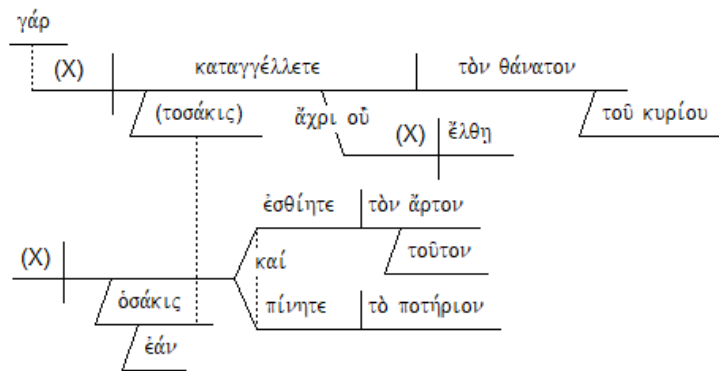 γάρ
(X) καταγγέλλετε τὸν θάνατον
(τοσάκις) ἄχρι οὗ τοῦ κυρίου
(X) ἔλθῃ
ἐσθίητε τὸν ἄρτον
(X) καί τοῦτον
ὁσάκις πίνητε τὸ ποτήριον
ἐάν